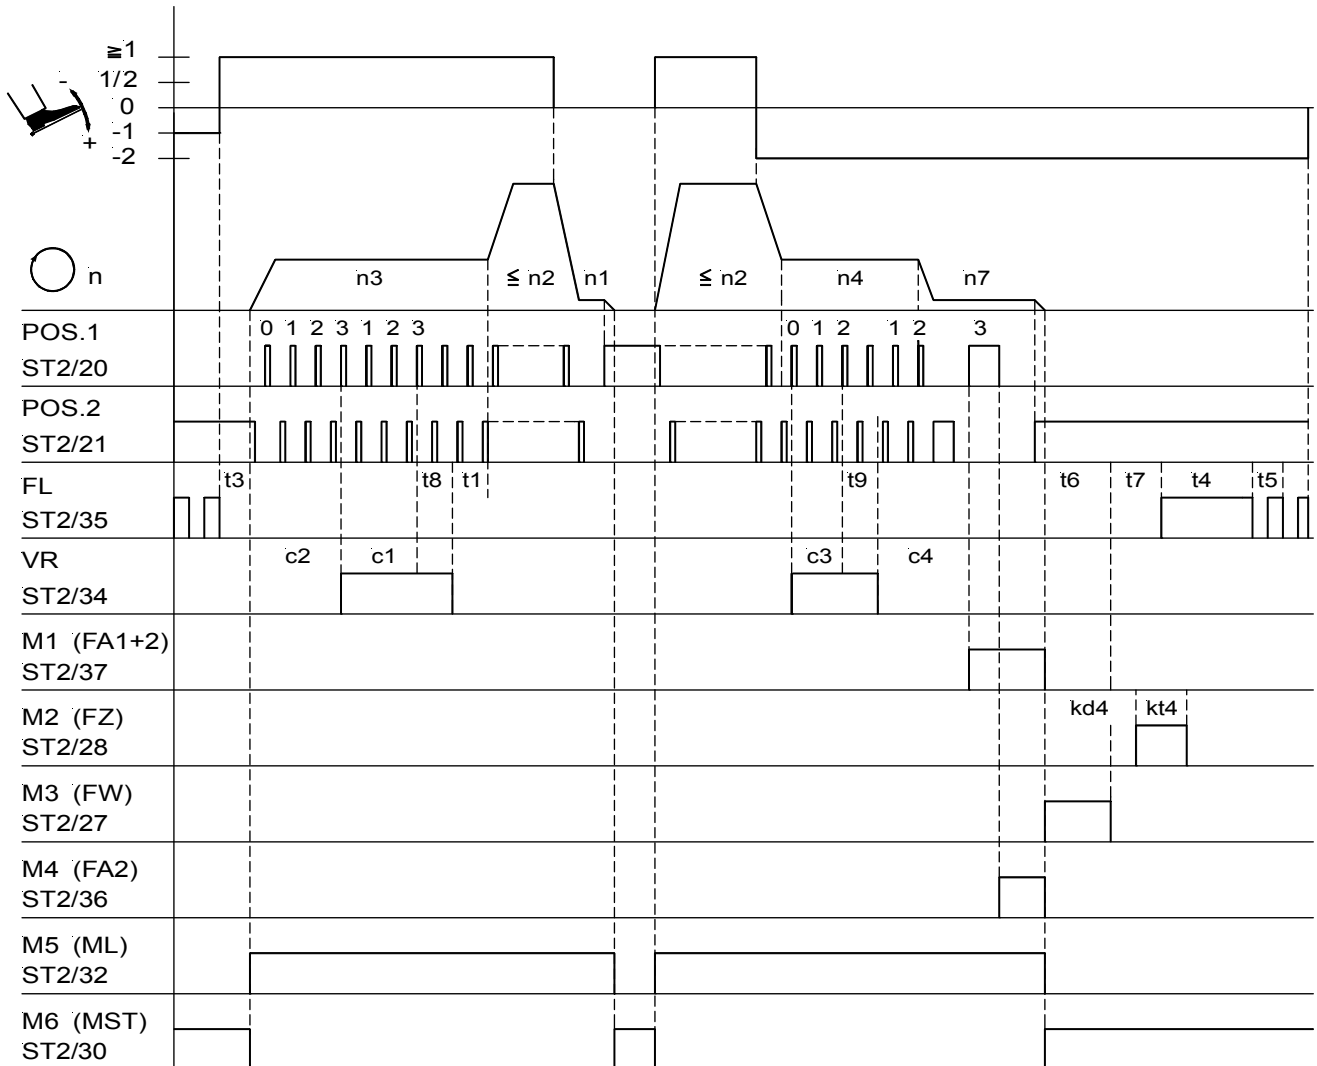 ≧1
- 1/2
0
+ -1
-2
n
n3 ≦ n2 n1 ≦ n2 n4 n7
POS.1 0 1 2 3 1 2 3 0 1 2 1 2 3
ST2/20
POS.2
ST2/21
FL t3 t8 t1 t9 t6 t7 t4 t5
ST2/35
VR c2 c1 c3 c4
ST2/34
M1 (FA1+2)
ST2/37
M2 (FZ) kd4 kt4
ST2/28
M3 (FW)
ST2/27
M4 (FA2)
ST2/36
M5 (ML)
ST2/32
M6 (MST)
ST2/30